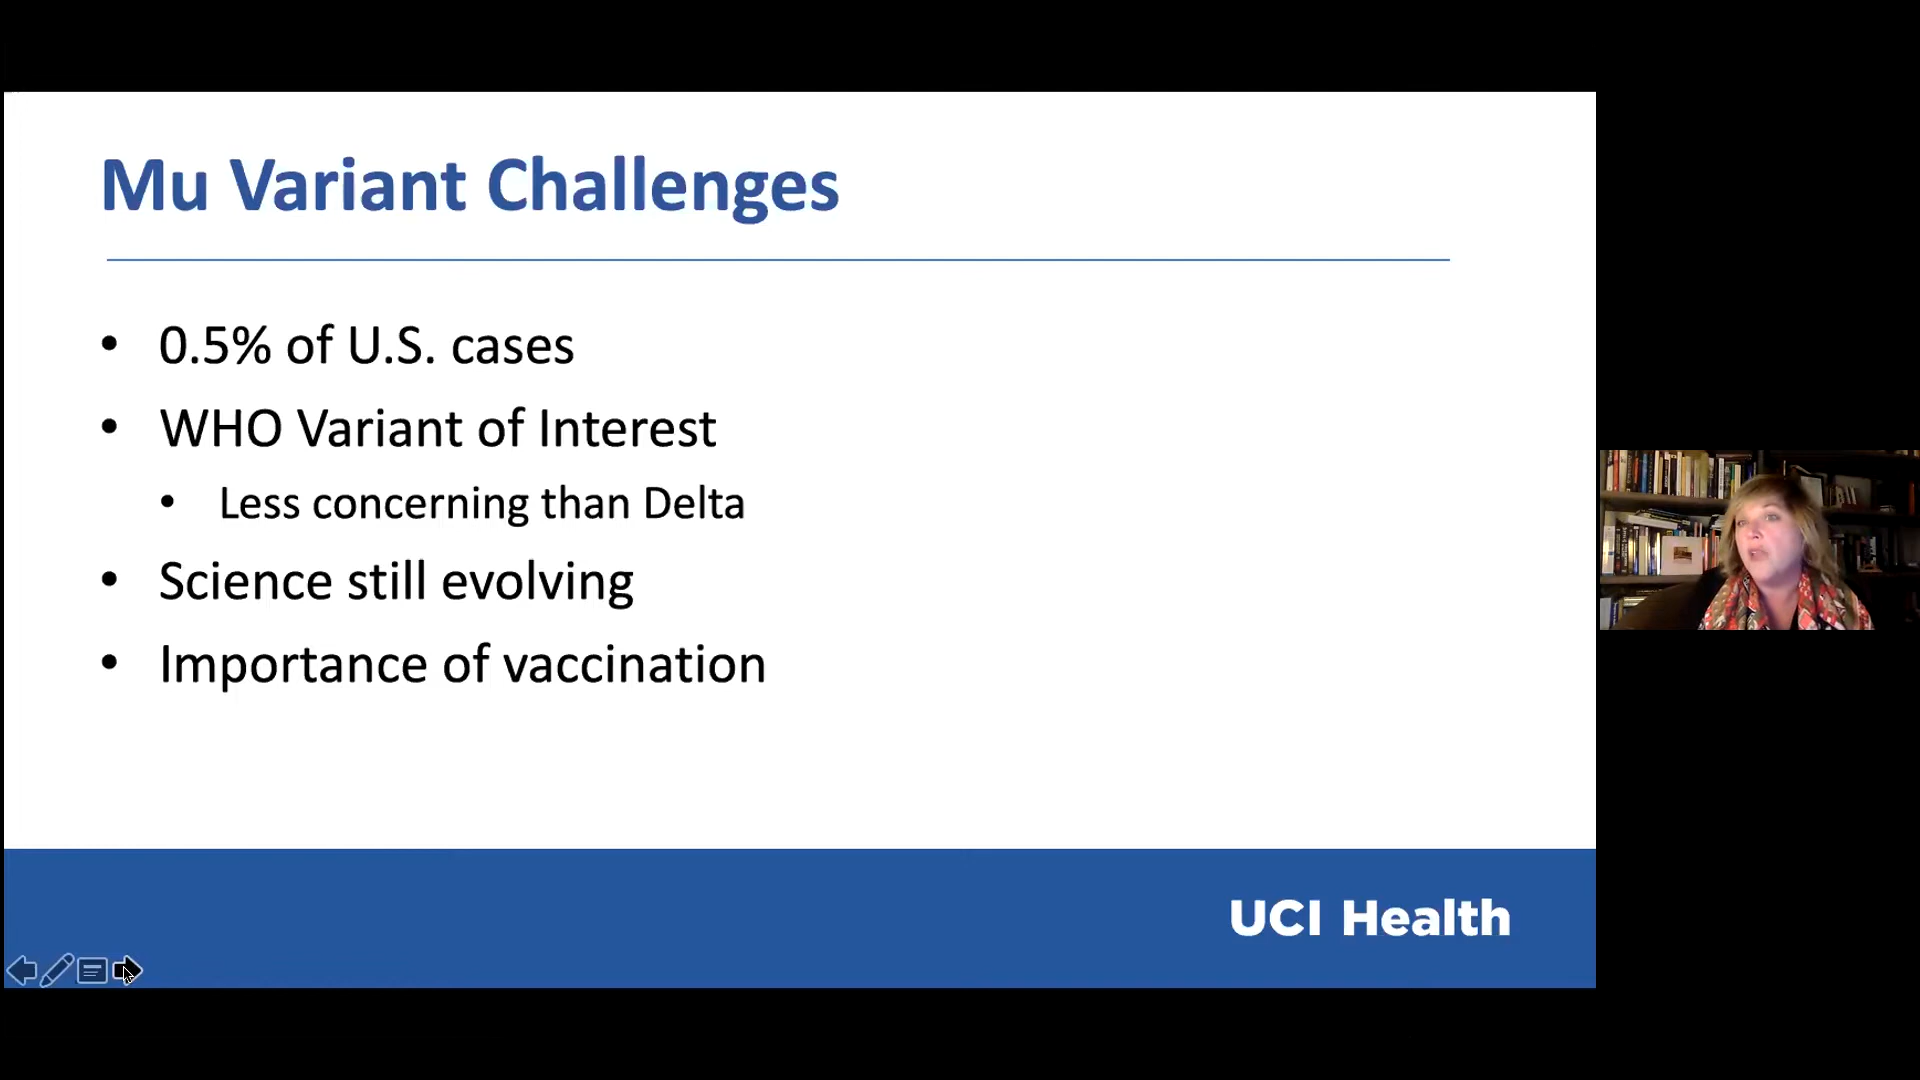 Mu Variant Challenges
• 0.5% of U.S. cases
• WHO Variant of Interest
• Less concerning than Delta
• Science still evolving
• Importance of vaccination
UCI Health